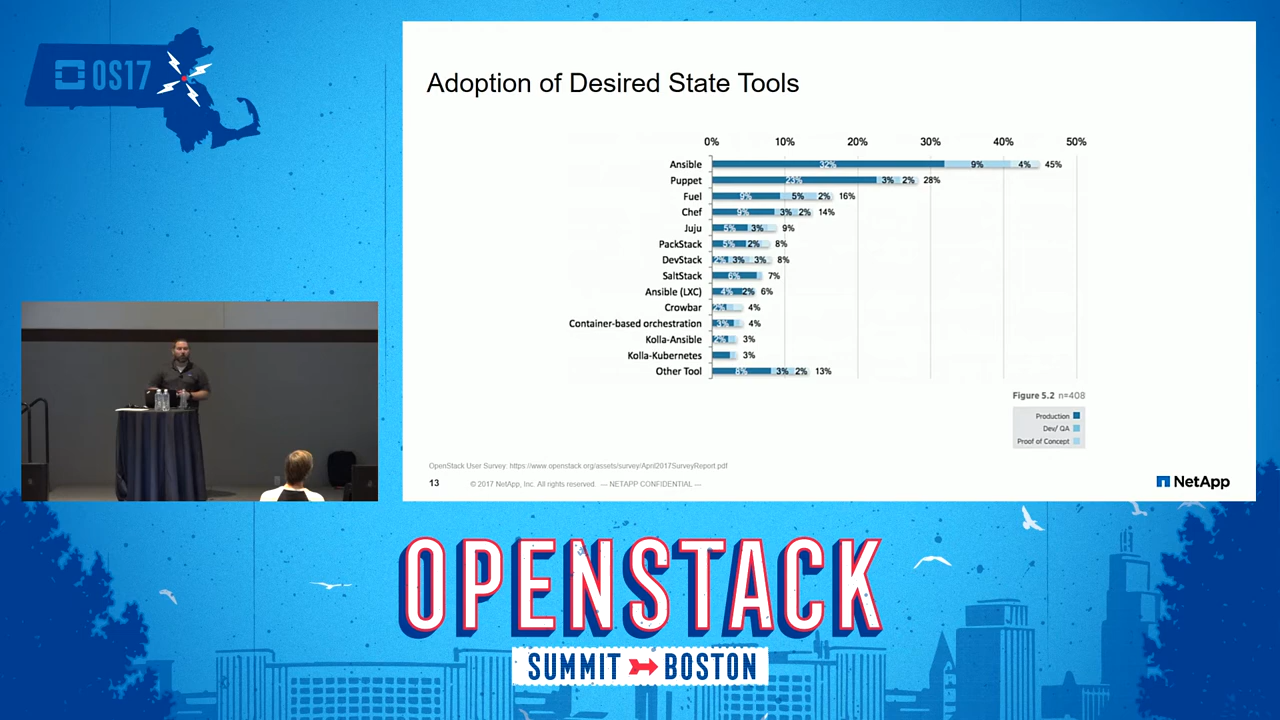 OS17
Adoption of Desired State Tools
0% 10% 20% 30% 40% 50%
Ansible 32% 9% 4% 45%
Puppet 23% 3% 2% 28%
Fuel 9% 5% 2% 16%
Chef 9% 3% 2% 14%
Juju 5% 3% 9%
PackStack 5% 2% 8%
DevStack 2% 3% 3% 8%
SaltStack 6% 7%
Ansible (LXC) 4% 2% 6%
Crowbar 2% 4%
Container-based orchestration 3% 4%
Kolla-Ansible 2% 3%
Kolla-Kubernetes 3%
Other Tool 8% 3% 2% 13%
Figure 5.2 n=408
Production
Dev/ QA
Proof of Concept
OpenStack User Survey: https://www.openstack.org/assets/survey/April2017SurveyReport.pdf
13 © 2017 NetApp, Inc. All rights reserved. — NETAPP CONFIDENTIAL —
NetApp
OPENSTACK
SUMMIT BOSTON